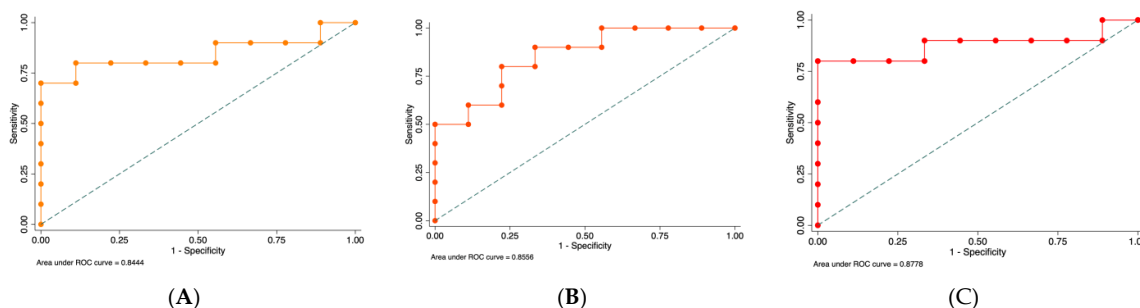 1.00
0.75
0.50
0.25
0.00
Sensitivity
0.00 0.25 0.50 0.75 1.00
1 - Specificity
Area under ROC curve = 0.8444
(A)
1.00
0.75
0.50
0.25
0.00
Sensitivity
0.00 0.25 0.50 0.75 1.00
1 - Specificity
Area under ROC curve = 0.8556
(B)
1.00
0.75
0.50
0.25
0.00
Sensitivity
0.00 0.25 0.50 0.75 1.00
1 - Specificity
Area under ROC curve = 0.8778
(C)